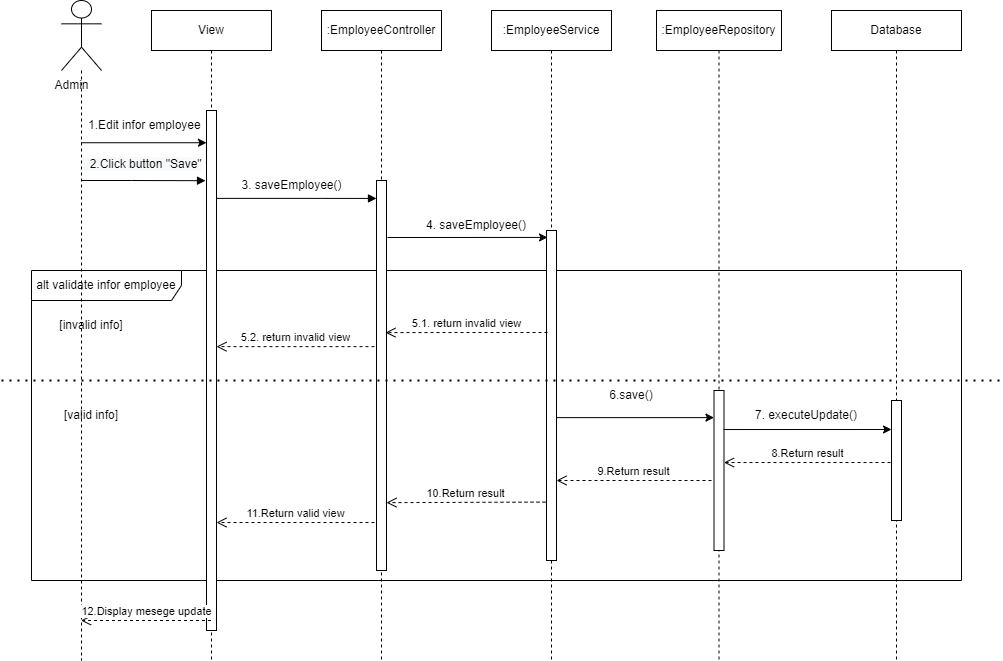 View
:EmployeeController
:EmployeeService
:EmployeeRepository
Database
Admin
1.Edit infor employee
2.Click button "Save"
3. saveEmployee()
4. saveEmployee()
alt validate infor employee
[invalid info]
5.1. return invalid view
5.2. return invalid view
[valid info]
6.save()
7. executeUpdate()
8.Return result
9.Return result
10.Return result
11.Return valid view
12.Display mesege update